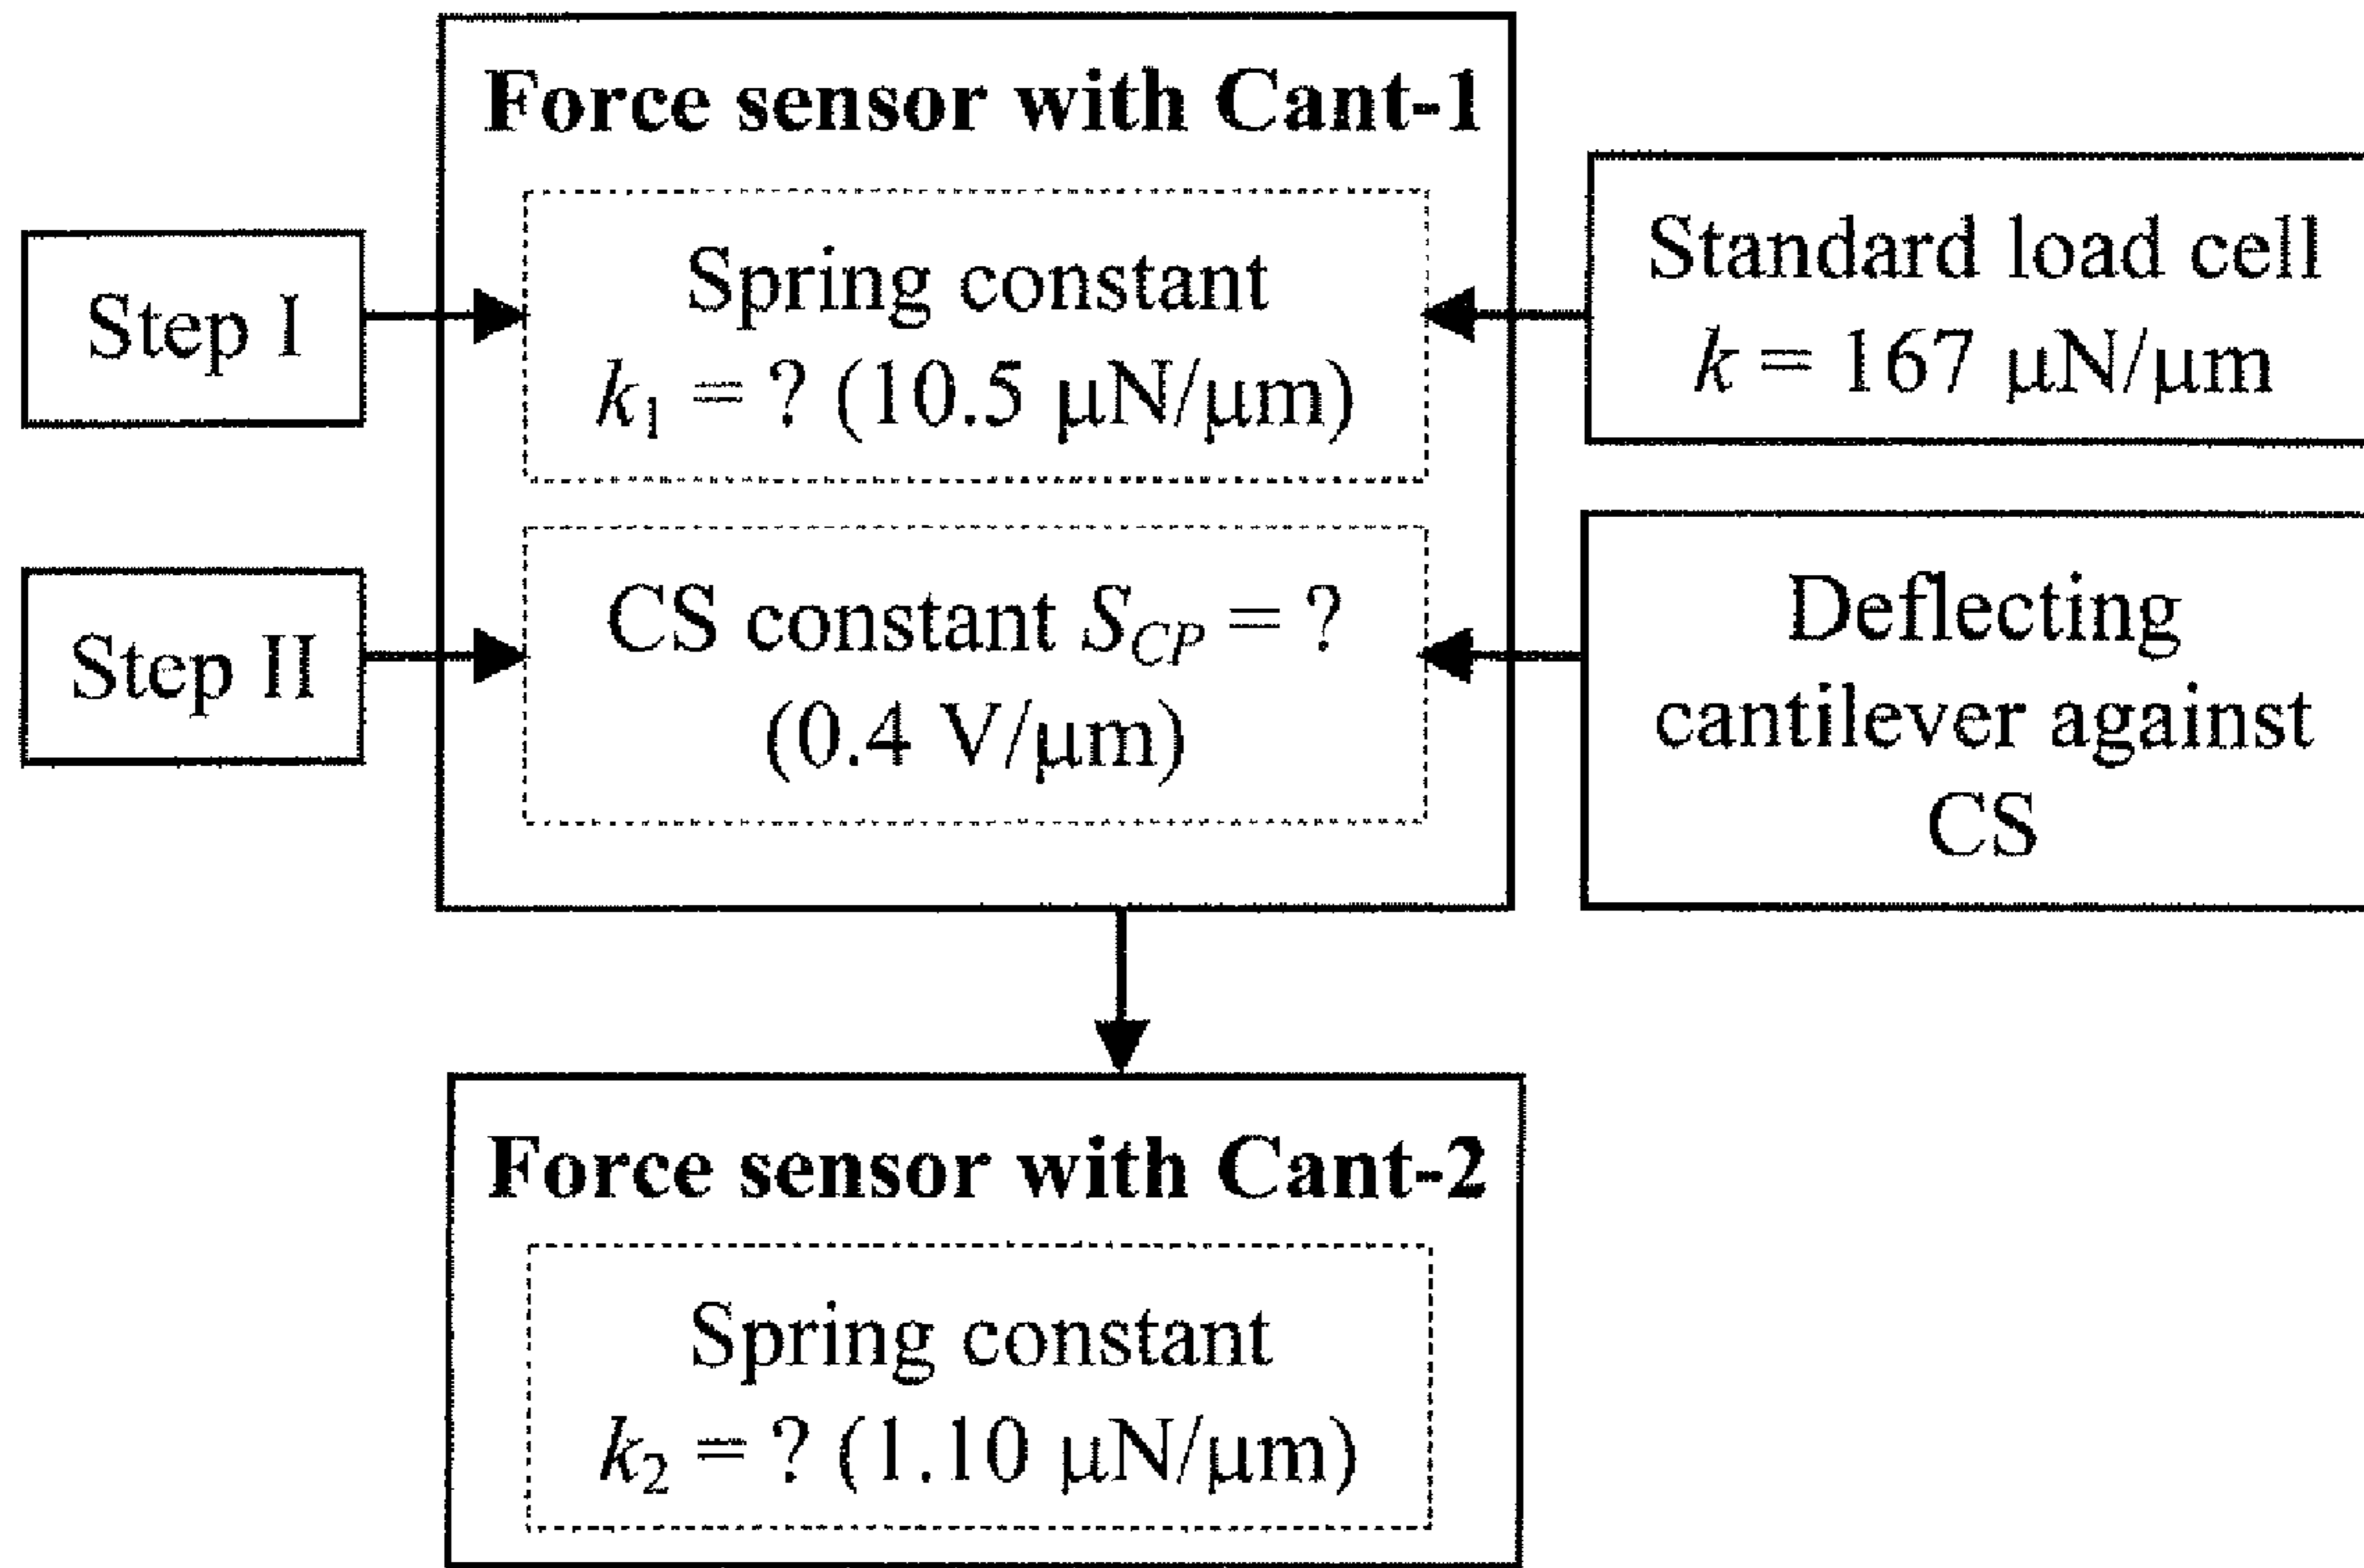 Force sensor with Cant-1
Step I
Spring constant
k₁ = ? (10.5 μN/μm)
Standard load cell
k = 167 μN/μm
Step II
CS constant S_CP = ?
(0.4 V/μm)
Deflecting
cantilever against
CS
Force sensor with Cant-2
Spring constant
k₂ = ? (1.10 μN/μm)